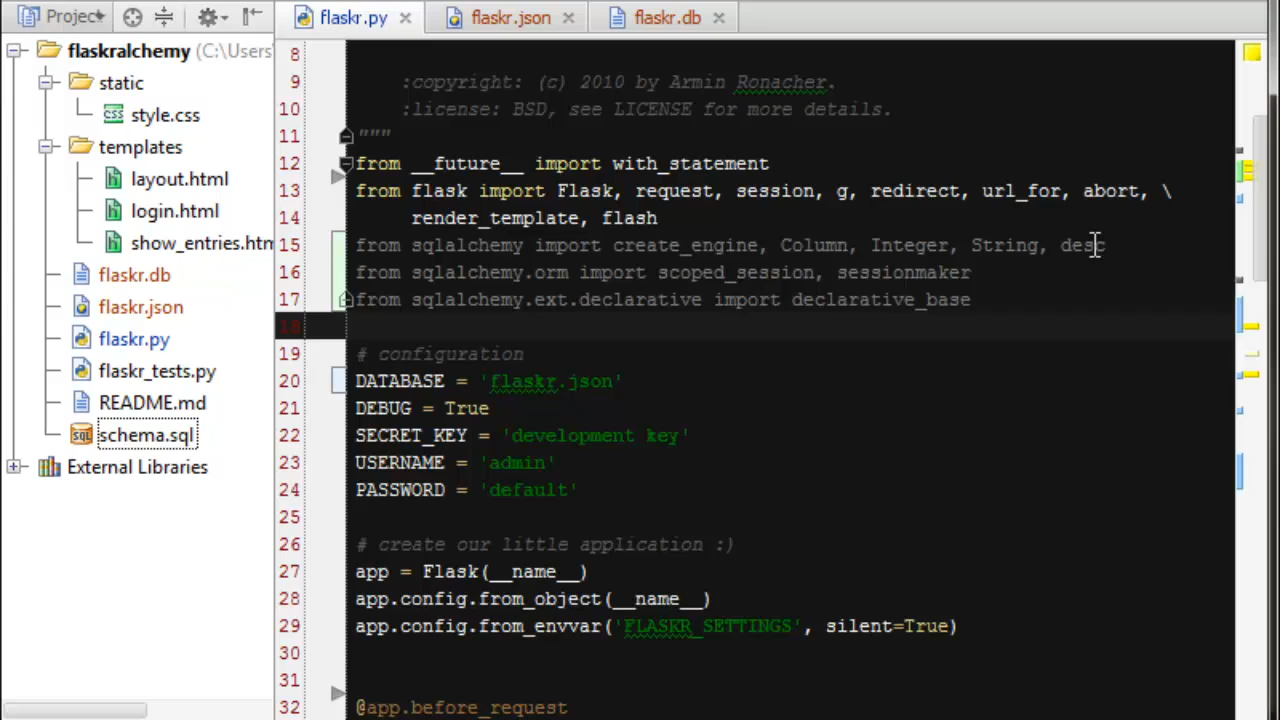 Project
flaskr.py
flaskr.json
flaskr.db
flaskralchemy (C:\Users
static
style.css
templates
layout.html
login.html
show_entries.htm
flaskr.db
flaskr.json
flaskr.py
flaskr_tests.py
README.md
schema.sql
External Libraries
8
9 :copyright: (c) 2010 by Armin Ronacher.
10 :license: BSD, see LICENSE for more details.
11 """
12 from __future__ import with_statement
13 from flask import Flask, request, session, g, redirect, url_for, abort, \
14 render_template, flash
15 from sqlalchemy import create_engine, Column, Integer, String, desc
16 from sqlalchemy.orm import scoped_session, sessionmaker
17 from sqlalchemy.ext.declarative import declarative_base
18
19 # configuration
20 DATABASE = 'flaskr.json'
21 DEBUG = True
22 SECRET_KEY = 'development key'
23 USERNAME = 'admin'
24 PASSWORD = 'default'
25
26 # create our little application :)
27 app = Flask(__name__)
28 app.config.from_object(__name__)
29 app.config.from_envvar('FLASKR_SETTINGS', silent=True)
30
31
32 @app.before_request